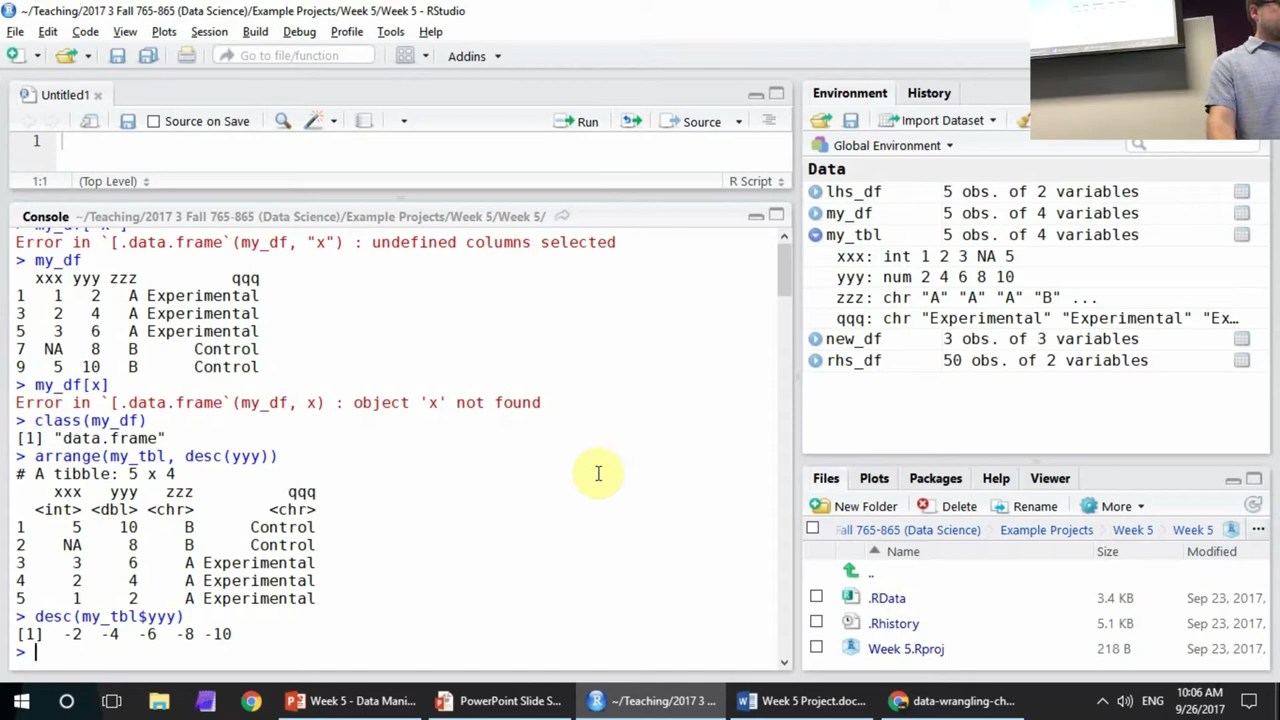 ~/Teaching/2017 3 Fall 765-865 (Data Science)/Example Projects/Week 5/Week 5 - RStudio
File Edit Code View Plots Session Build Debug Profile Tools Help
Go to file/function Addins
Untitled1
Source on Save Run Source
1
1:1 (Top Level) R Script
Console ~/Teaching/2017 3 Fall 765-865 (Data Science)/Example Projects/Week 5/Week 5/
Error in `[.data.frame`(my_df, "x") : undefined columns selected
> my_df
xxx yyy zzz qqq
1 1 2 A Experimental
3 2 4 A Experimental
5 3 6 A Experimental
7 NA 8 B Control
9 5 10 B Control
> my_df[x]
Error in `[.data.frame`(my_df, x) : object 'x' not found
> class(my_df)
[1] "data.frame"
> arrange(my_tbl, desc(yyy))
# A tibble: 5 x 4
xxx yyy zzz qqq
<int> <dbl> <chr> <chr>
1 5 10 B Control
2 NA 8 B Control
3 3 6 A Experimental
4 2 4 A Experimental
5 1 2 A Experimental
> desc(my_tbl$yyy)
[1] -2 -4 -6 -8 -10
>
Environment History
Import Dataset
Global Environment
Data
lhs_df 5 obs. of 2 variables
my_df 5 obs. of 4 variables
my_tbl 5 obs. of 4 variables
xxx: int 1 2 3 NA 5
yyy: num 2 4 6 8 10
zzz: chr "A" "A" "A" "B" ...
qqq: chr "Experimental" "Experimental" "Ex...
new_df 3 obs. of 3 variables
rhs_df 50 obs. of 2 variables
Files Plots Packages Help Viewer
New Folder Delete Rename More
Fall 765-865 (Data Science) Example Projects Week 5 Week 5 ...
Name Size Modified
..
.RData 3.4 KB Sep 23, 2017,
.Rhistory 5.1 KB Sep 23, 2017,
Week 5.Rproj 218 B Sep 23, 2017,
Week 5 - Data Mani... PowerPoint Slide S... ~/Teaching/2017 3 ... Week 5 Project.doc... data-wrangling-ch... ENG 10:06 AM
9/26/2017